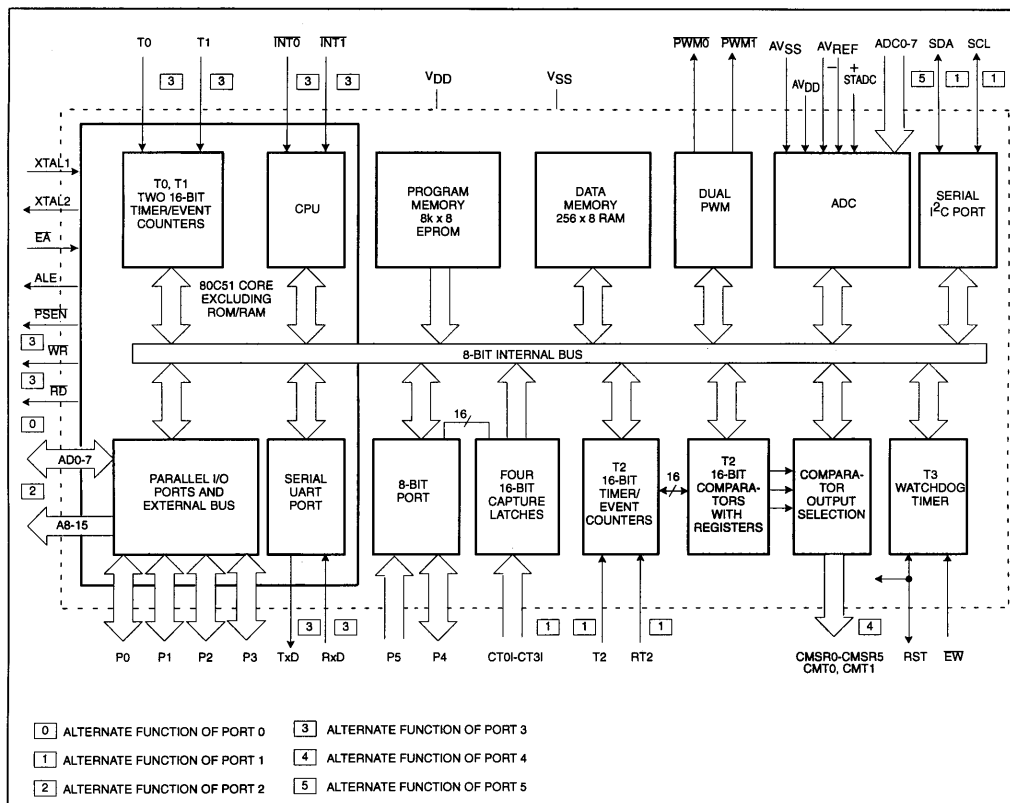 T0 T1 INT0 INT1 PWM0 PWM1 AVSS AVREF ADC0-7 SDA SCL
3 3 3 3 VDD VSS AVDD − + STADC 5 1 1
XTAL1
XTAL2
EA
ALE
PSEN
3
WR
3
RD
0
AD0-7
2
A8-15
T0, T1
TWO 16-BIT
TIMER/EVENT
COUNTERS
CPU
PROGRAM
MEMORY
8k x 8
EPROM
DATA
MEMORY
256 x 8 RAM
DUAL
PWM
ADC
SERIAL
I2C PORT
80C51 CORE
EXCLUDING
ROM/RAM
8-BIT INTERNAL BUS
PARALLEL I/O
PORTS AND
EXTERNAL BUS
SERIAL
UART
PORT
8-BIT
PORT
16
FOUR
16-BIT
CAPTURE
LATCHES
T2
16-BIT
TIMER/
EVENT
COUNTERS
16
T2
16-BIT
COMPARA-
TORS
WITH
REGISTERS
COMPARA-
TOR
OUTPUT
SELECTION
T3
WATCHDOG
TIMER
3 3 1 1 1 4
P0 P1 P2 P3 TxD RxD P5 P4 CT0I-CT3I T2 RT2 CMSR0-CMSR5 RST EW
CMT0, CMT1
0 ALTERNATE FUNCTION OF PORT 0
3 ALTERNATE FUNCTION OF PORT 3
1 ALTERNATE FUNCTION OF PORT 1
4 ALTERNATE FUNCTION OF PORT 4
2 ALTERNATE FUNCTION OF PORT 2
5 ALTERNATE FUNCTION OF PORT 5